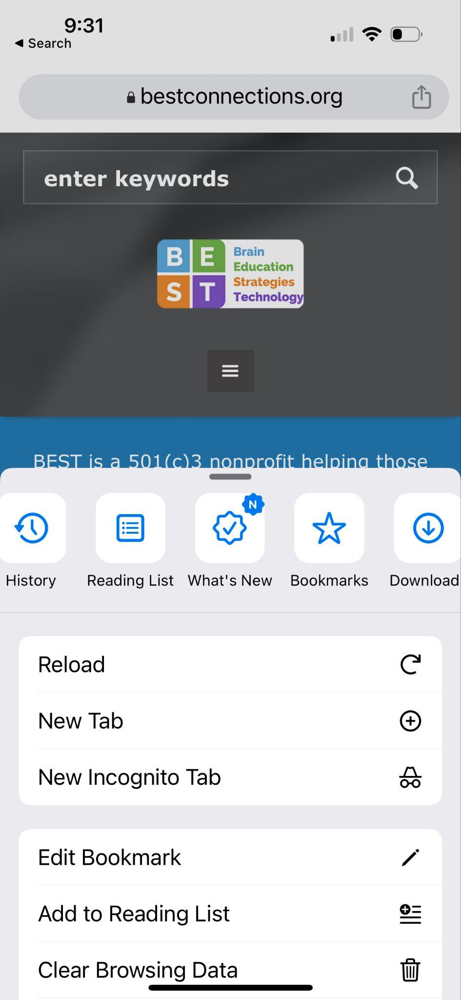 9:31
◀ Search
bestconnections.org
enter keywords
B E
S T
Brain
Education
Strategies
Technology
BEST is a 501(c)3 nonprofit helping those
N
History Reading List What's New Bookmarks Download
Reload
New Tab
New Incognito Tab
Edit Bookmark
Add to Reading List
Clear Browsing Data